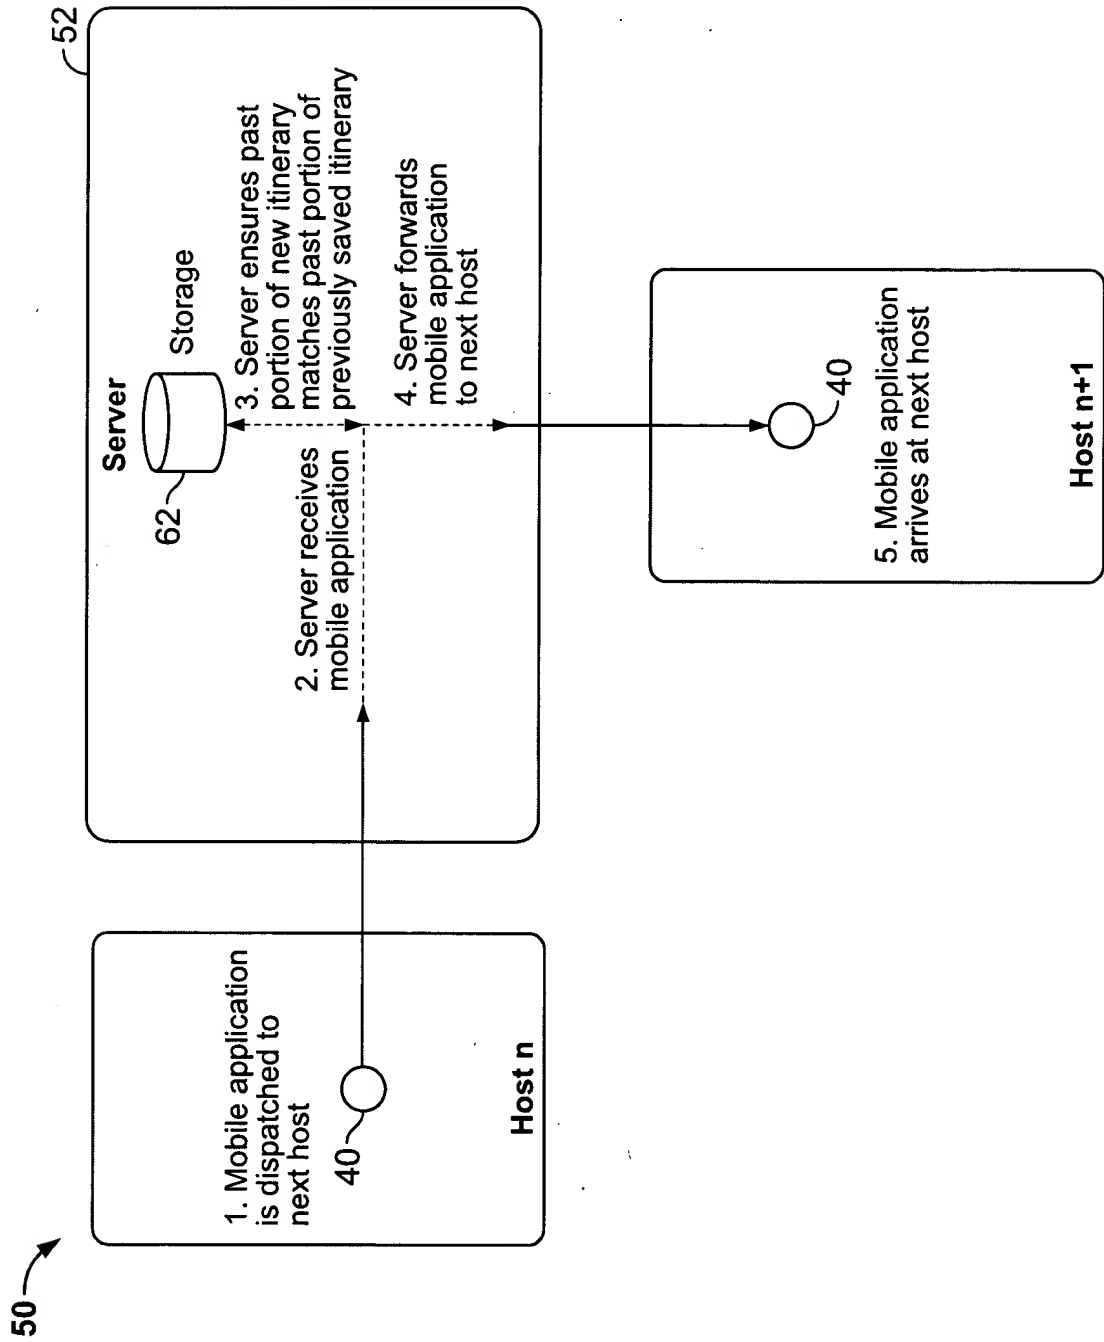 50
1. Mobile application
is dispatched to
next host
40
Host n
52
Server
62
Storage
2. Server receives
mobile application
3. Server ensures past
portion of new itinerary
matches past portion of
previously saved itinerary
4. Server forwards
mobile application
to next host
40
5. Mobile application
arrives at next host
Host n+1